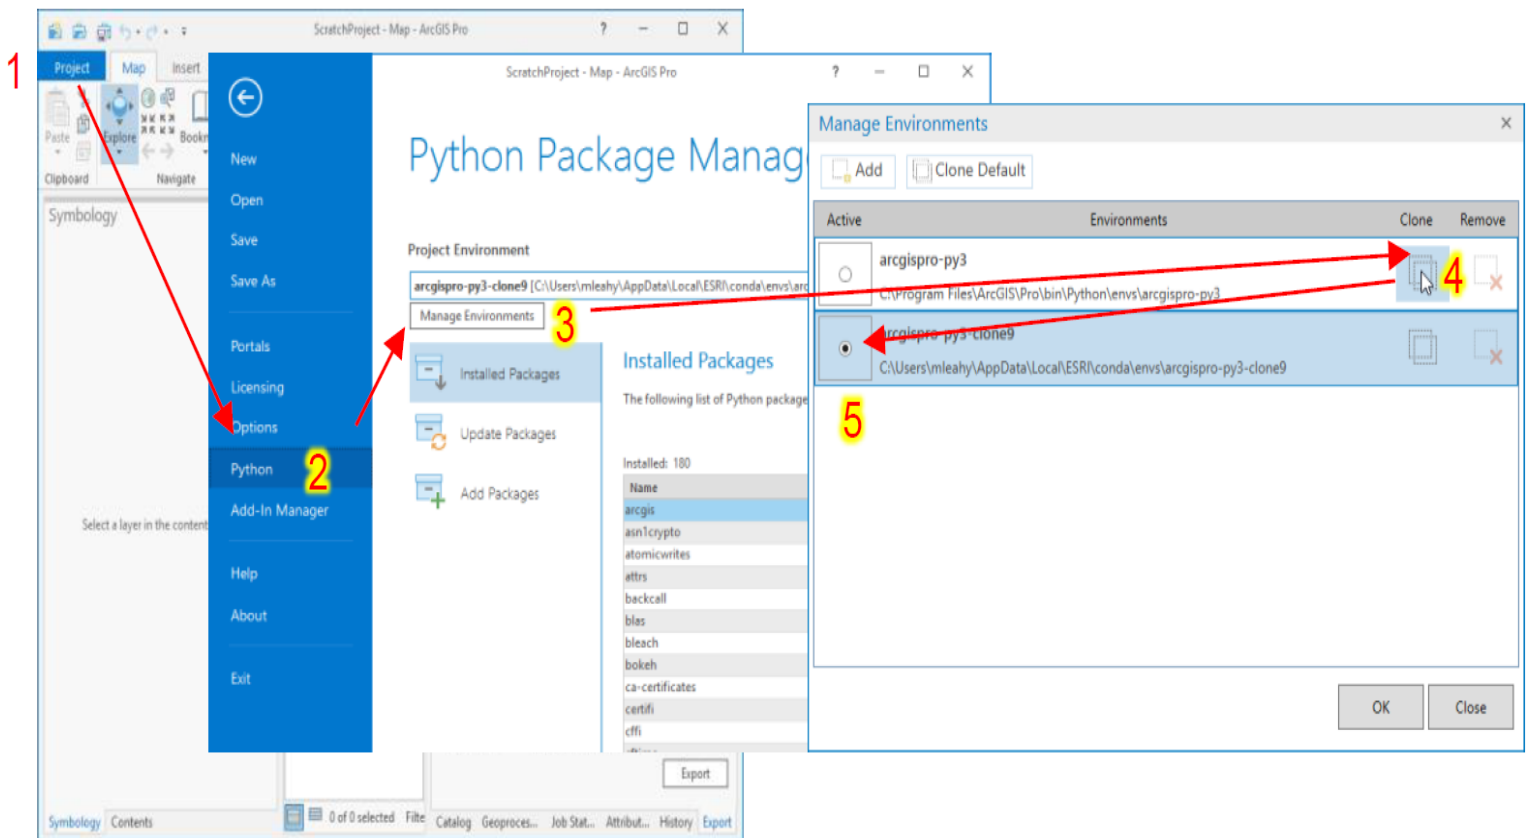 ScratchProject - Map - ArcGIS Pro
?
1
Project
Map
Insert
Paste
Explore
Clipboard
Navigate
Symbology
Select a layer in the content
Symbology
Contents
ScratchProject - Map - ArcGIS Pro
?
New
Open
Save
Save As
Portals
Licensing
Options
Python
2
Add-In Manager
Help
About
Exit
Python Package Manag
Project Environment
arcgispro-py3-clone9 [C:\Users\mleahy\AppData\Local\ESRI\conda\envs\arc
Manage Environments
3
Installed Packages
Update Packages
Add Packages
Installed Packages
The following list of Python package
Installed: 180
Name
arcgis
asn1crypto
atomicwrites
attrs
backcall
blas
bleach
bokeh
ca-certificates
certifi
cffi
Export
0 of 0 selected
Filte
Catalog
Geoproces...
Job Stat...
Attribut...
History
Export
Manage Environments
Add
Clone Default
Active
Environments
Clone
Remove
arcgispro-py3
C:\Program Files\ArcGIS\Pro\bin\Python\envs\arcgispro-py3
4
arcgispro-py3-clone9
C:\Users\mleahy\AppData\Local\ESRI\conda\envs\arcgispro-py3-clone9
5
OK
Close